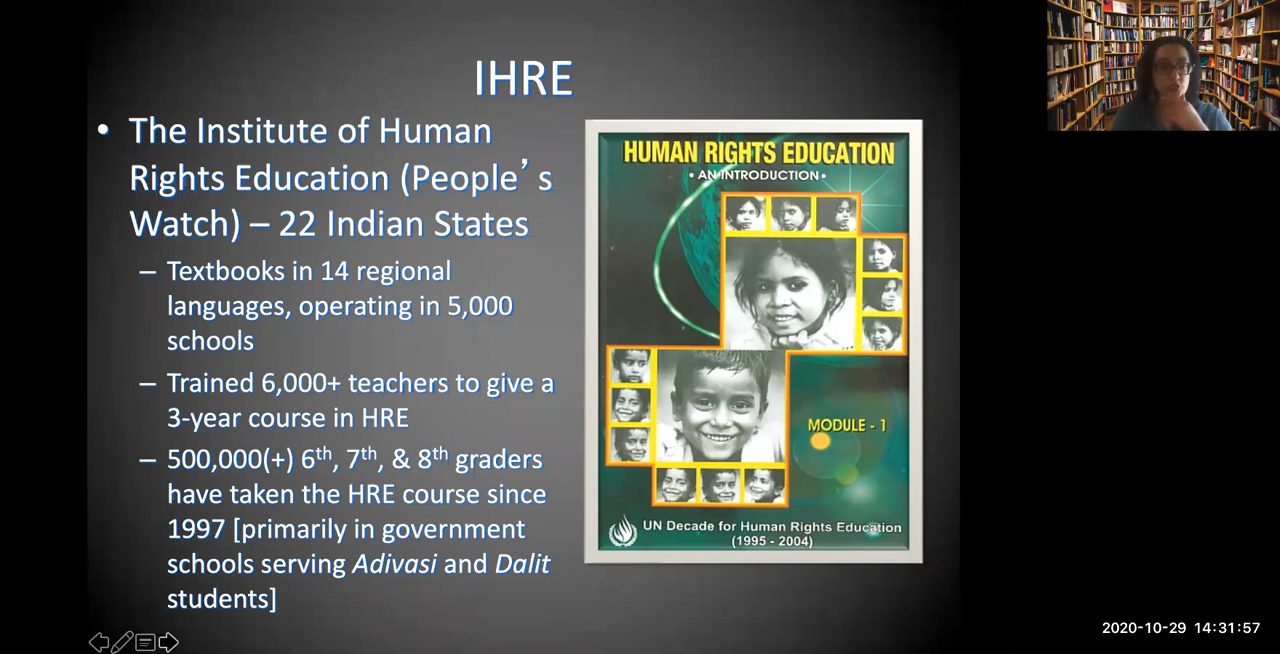 IHRE
• The Institute of Human
Rights Education (People’s
Watch) – 22 Indian States
– Textbooks in 14 regional
languages, operating in 5,000
schools
– Trained 6,000+ teachers to give a
3-year course in HRE
– 500,000(+) 6th, 7th, & 8th graders
have taken the HRE course since
1997 [primarily in government
schools serving Adivasi and Dalit
students]
HUMAN RIGHTS EDUCATION
• AN INTRODUCTION •
MODULE - 1
UN Decade for Human Rights Education
(1995 - 2004)
2020-10-29 14:31:57